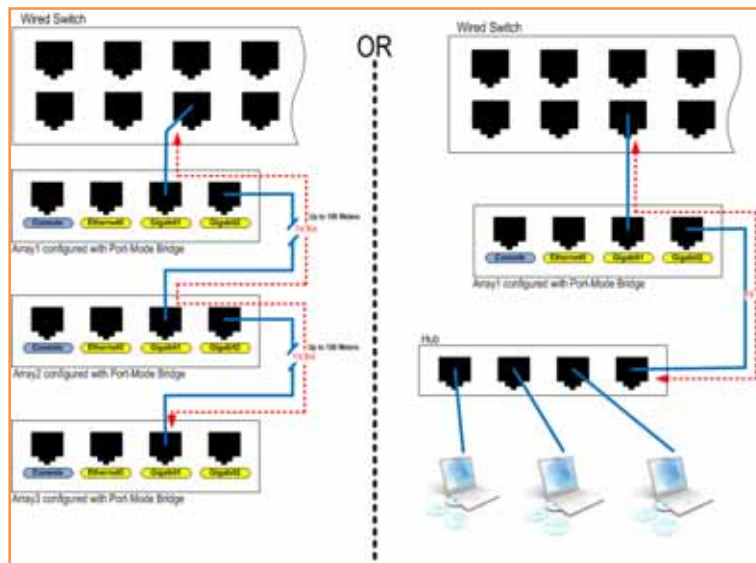 Wired Switch
OR
Wired Switch
Console Ethernet0 Gigabit1 Gigabit2
Up to 100 Meters
Array1 configured with Port-Mode Bridge
Console Ethernet0 Gigabit1 Gigabit2
Up to 100 Meters
Array2 configured with Port-Mode Bridge
Console Ethernet0 Gigabit1 Gigabit2
Array3 configured with Port-Mode Bridge
Console Ethernet0 Gigabit1 Gigabit2
Array1 configured with Port-Mode Bridge
Hub